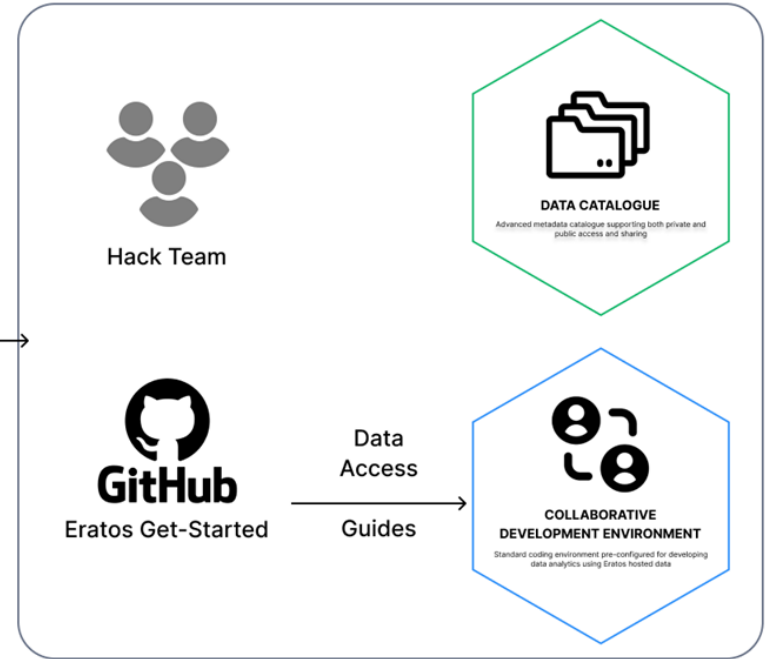 Hack Team
DATA CATALOGUE
Advanced metadata catalogue supporting both private and
public access and sharing
GitHub
Eratos Get-Started
Data
Access
Guides
COLLABORATIVE
DEVELOPMENT ENVIRONMENT
Standard coding environment pre-configured for developing
data analytics using Eratos hosted data